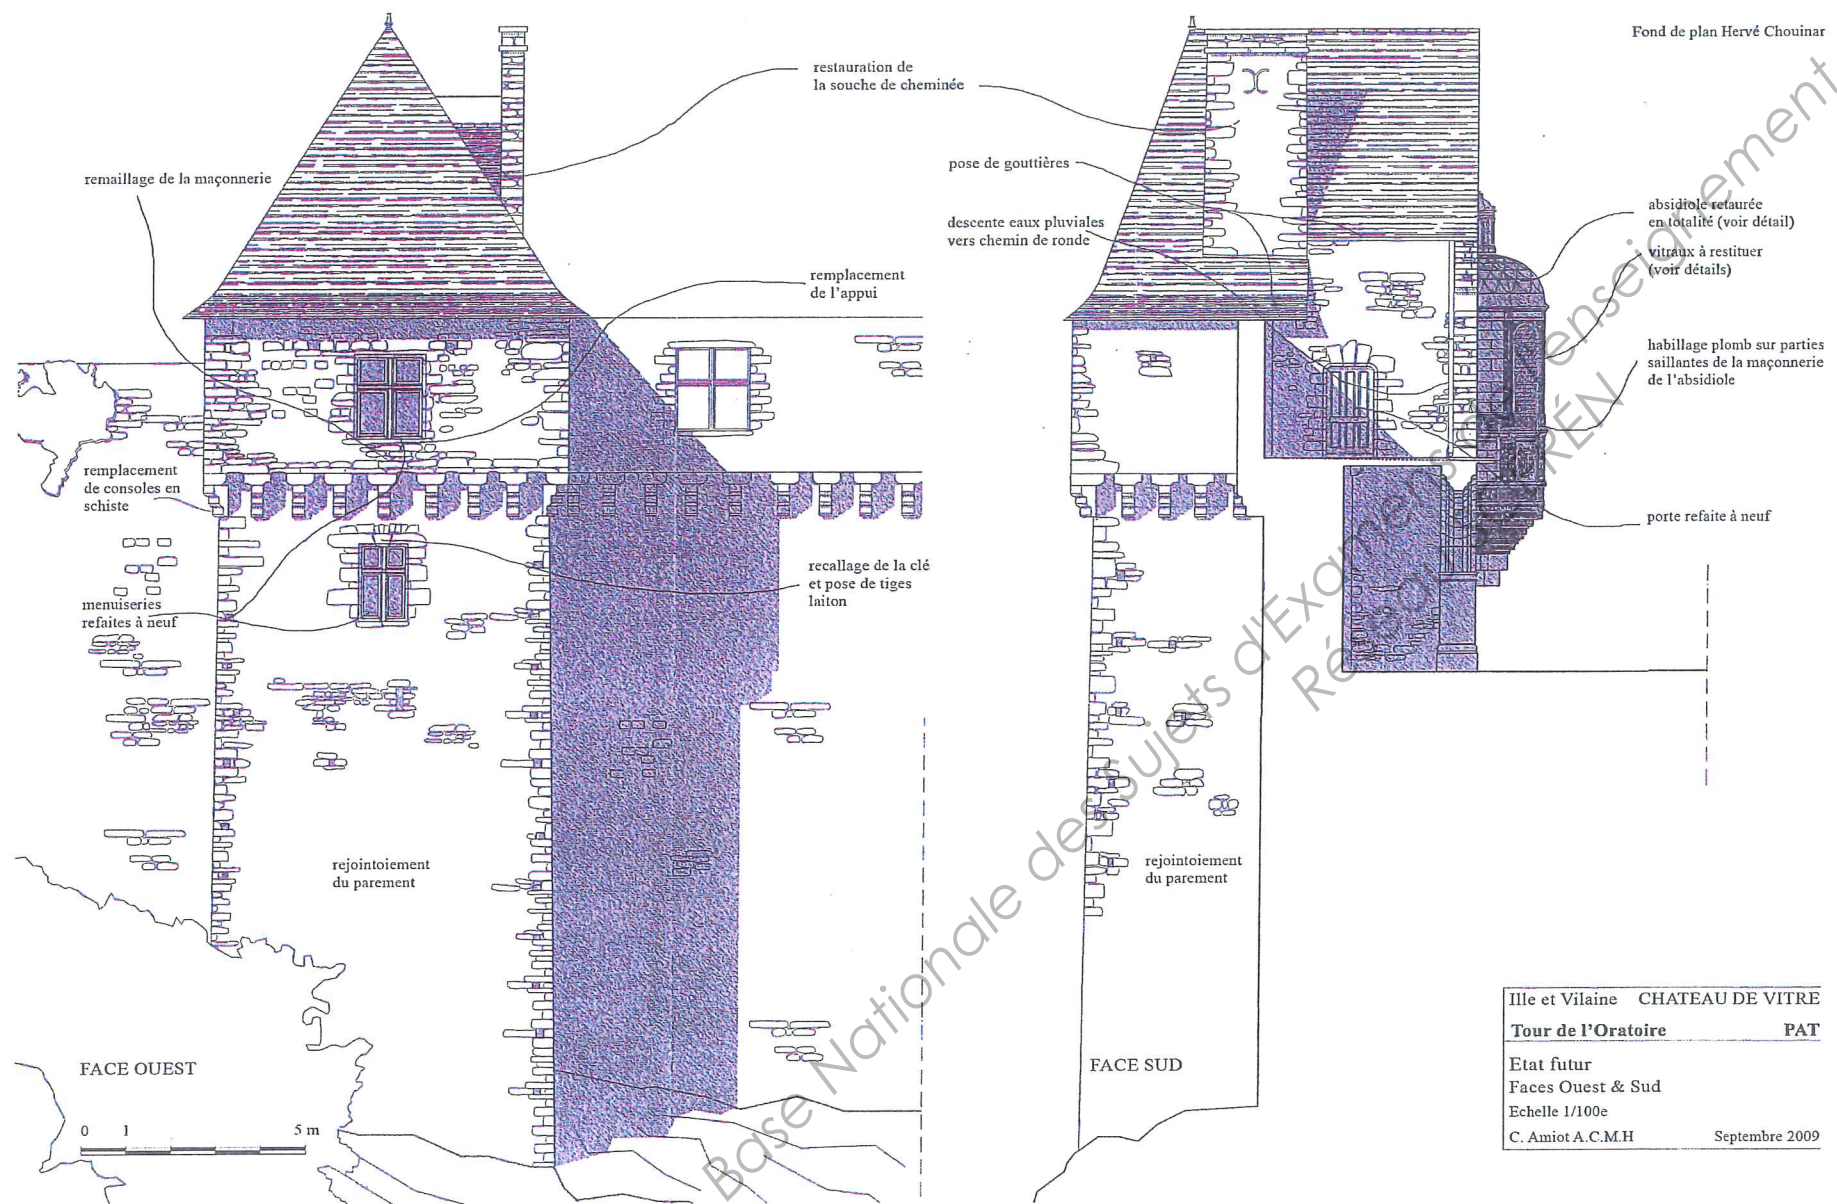 Fond de plan Hervé Chouinar
restauration de
la souche de cheminée
remaillage de la maçonnerie
pose de gouttières
descente eaux pluviales
vers chemin de ronde
absidiole retaurée
en totalité (voir détail)
vitraux à restituer
(voir détails)
remplacement
de l'appui
habillage plomb sur parties
saillantes de la maçonnerie
de l'absidiole
remplacement
de consoles en
schiste
porte refaite à neuf
recallage de la clé
et pose de tiges
laiton
menuiseries
refaites à neuf
rejointoiement
du parement
rejointoiement
du parement
FACE OUEST
0 1 5 m
FACE SUD
Ille et Vilaine CHATEAU DE VITRE
Tour de l'Oratoire PAT
Etat futur
Faces Ouest & Sud
Echelle 1/100e
C. Amiot A.C.M.H Septembre 2009
Base Nationale des Sujets d'Examens de l'enseignement